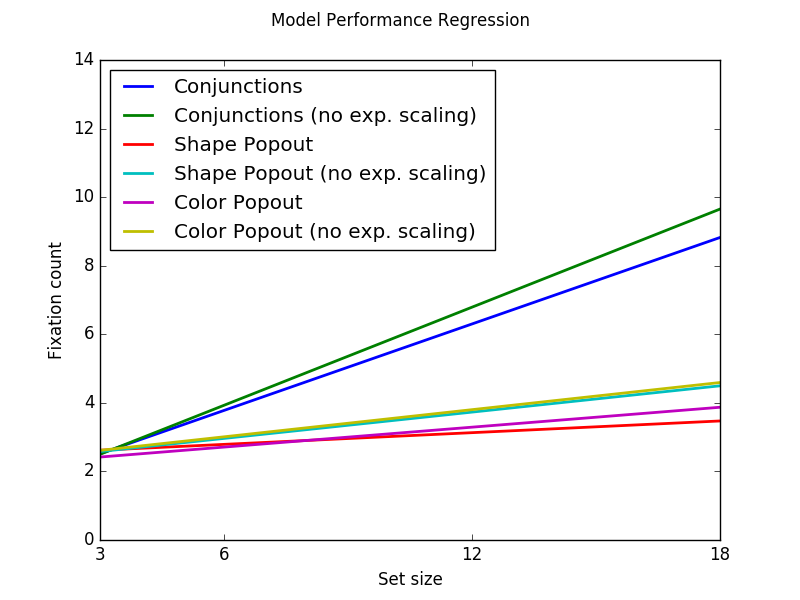 Model Performance Regression
14
12
10
8
6
4
2
0
Fixation count
Conjunctions
Conjunctions (no exp. scaling)
Shape Popout
Shape Popout (no exp. scaling)
Color Popout
Color Popout (no exp. scaling)
3 6 12 18
Set size